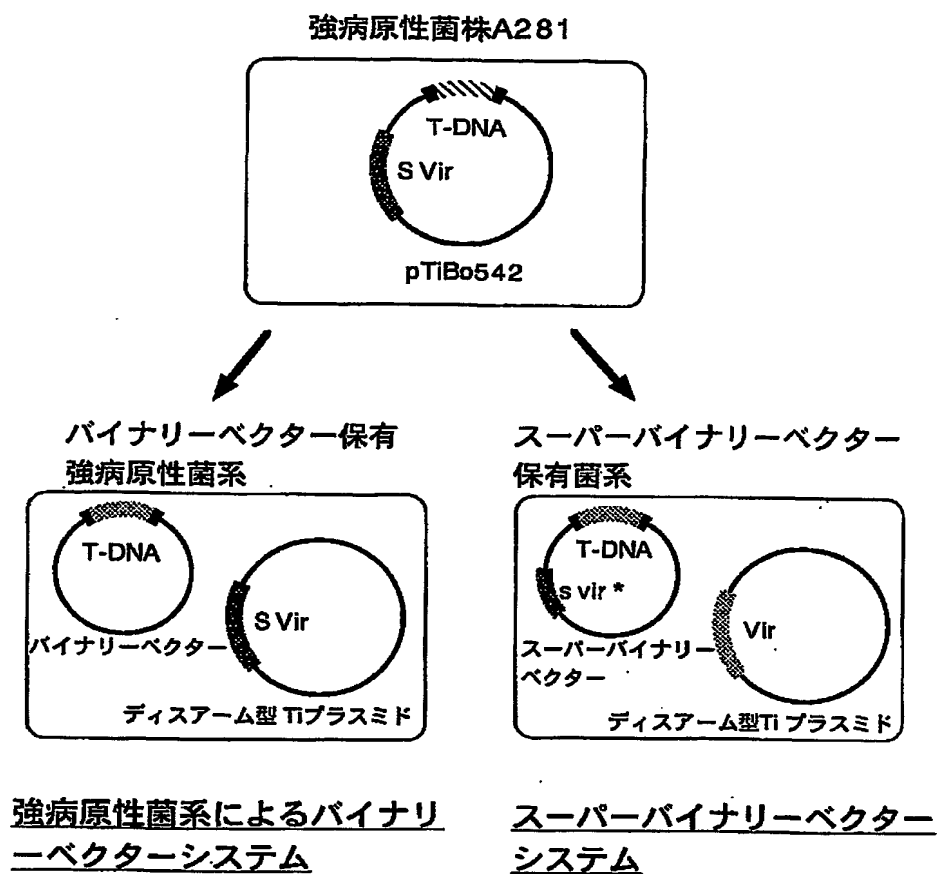 強病原性菌株A281
T-DNA
S Vir
pTiBo542
バイナリーベクター保有
強病原性菌系
T-DNA
バイナリーベクター
S Vir
ディスアーム型 Tiプラスミド
スーパーバイナリーベクター
保有菌系
T-DNA
s vir *
スーパーバイナリー
ベクター
Vir
ディスアーム型Ti プラスミド
強病原性菌系によるバイナリ
ーベクターシステム
スーパーバイナリーベクター
システム